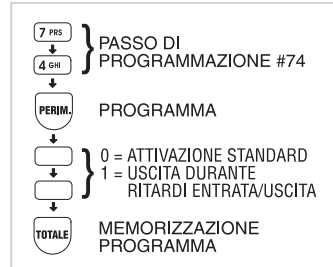 7 PRS
4 GHI
PASSO DI
PROGRAMMAZIONE #74
PERIM.
PROGRAMMA
0 = ATTIVAZIONE STANDARD
1 = USCITA DURANTE
RITARDI ENTRATA/USCITA
TOTALE
MEMORIZZAZIONE
PROGRAMMA